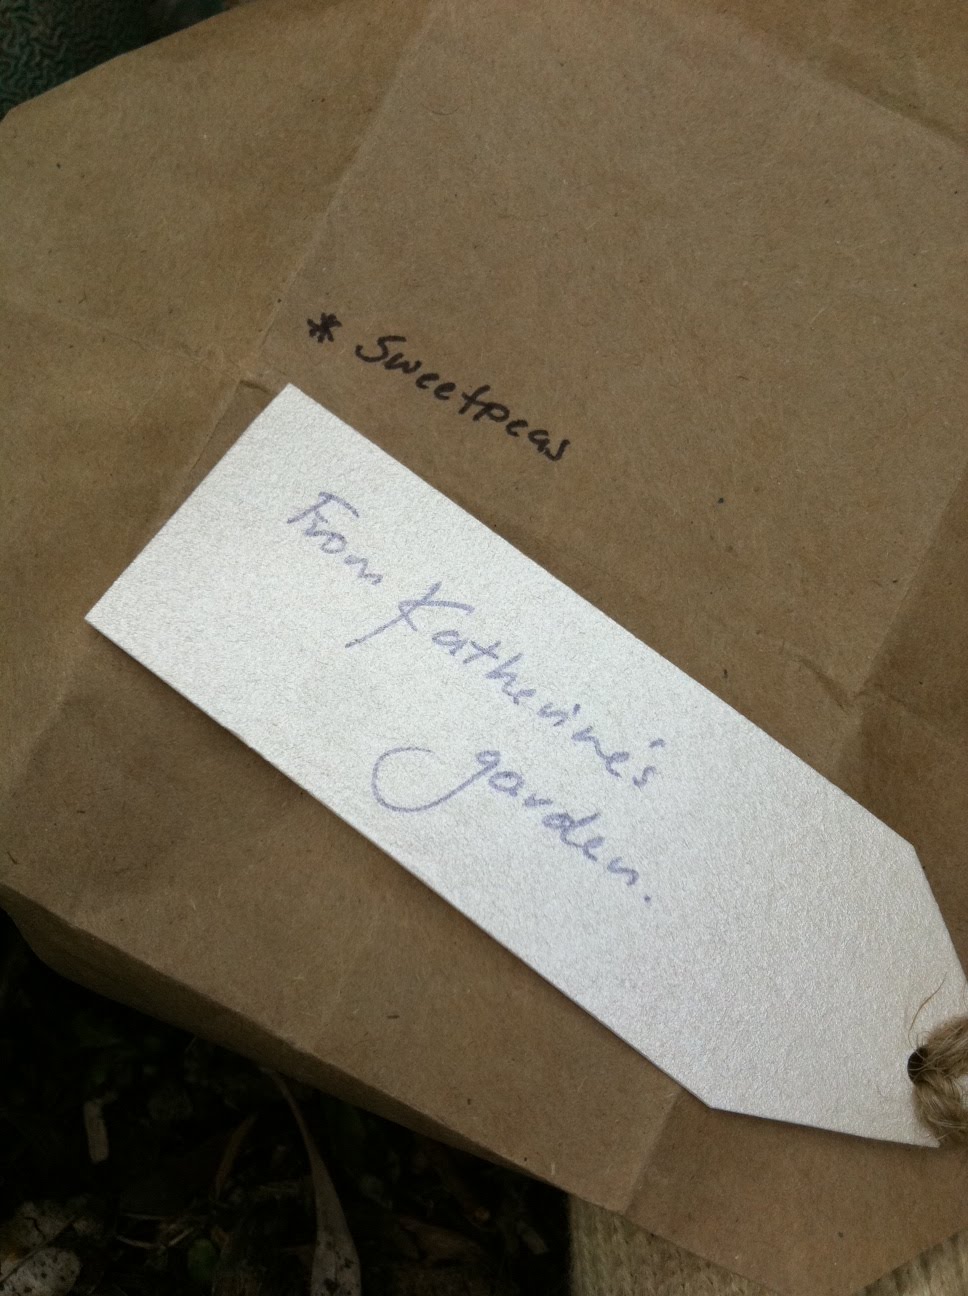 * Sweetpeas
From Katherine's
garden.